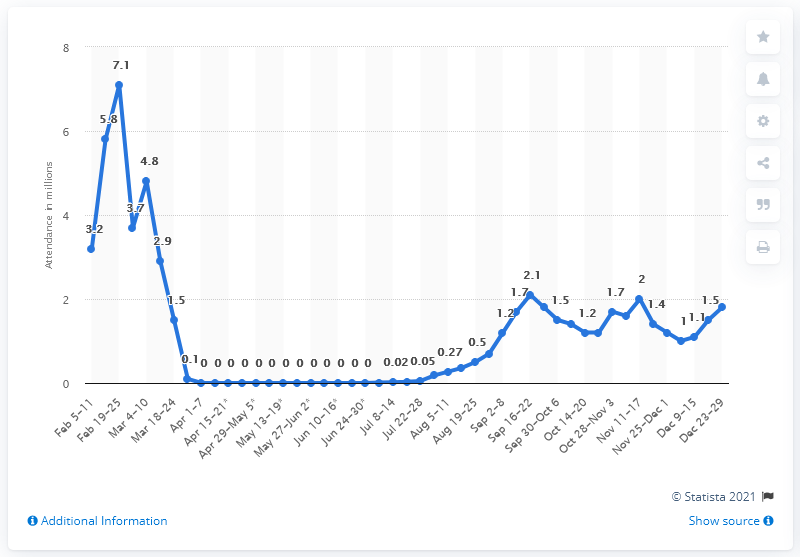 8
7.1
6
5.8
4.8
4
3.7
3.2
2.9
2
1.5
0.1
0
0
0
0
0
0
0
0
0
0
0
0
0
0
0.02
0.05
0.27
0.5
1.2
1.7
2.1
1.5
1.2
1.7
2
1.4
1
1.1
1.5
Attendance in millions
Feb 5–11
Feb 19–25
Mar 4–10
Mar 18–24
Apr 1–7
Apr 15–21*
Apr 29–May 5*
May 13–19*
May 27–Jun 2*
Jun 10–16*
Jun 24–30*
Jul 8–14
Jul 22–28
Aug 5–11
Aug 19–25
Sep 2–8
Sep 16–22
Sep 30–Oct 6
Oct 14–20
Oct 28–Nov 3
Nov 11–17
Nov 25–Dec 1
Dec 9–15
Dec 23–29
© Statista 2021
Additional Information
Show source